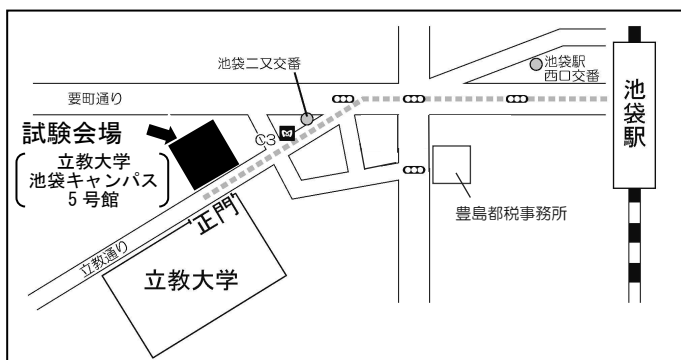 池袋二又交番
池袋駅
西口交番
要町通り
池袋駅
試験会場
C3
立教大学
池袋キャンパス
5号館
豊島都税事務所
正門
立教通り
立教大学